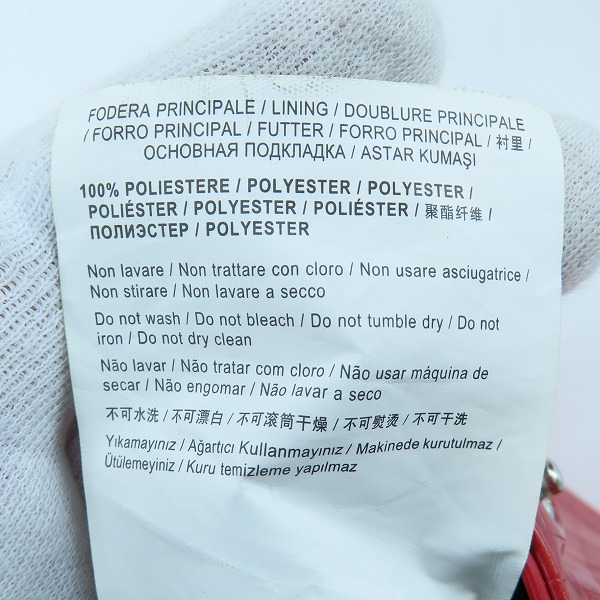 FODERA PRINCIPALE / LINING / DOUBLURE PRINCIPALE
/ FORRO PRINCIPAL / FUTTER / FORRO PRINCIPAL / 衬里 /
ОСНОВНАЯ ПОДКЛАДКА / ASTAR KUMAŞI
100% POLIESTERE / POLYESTER / POLYESTER /
POLIÉSTER / POLYESTER / POLIÉSTER / 聚酯纤维 /
ПОЛИЭСТЕР / POLYESTER
Non lavare / Non trattare con cloro / Non usare asciugatrice /
Non stirare / Non lavare a secco
Do not wash / Do not bleach / Do not tumble dry / Do not
iron / Do not dry clean
Não lavar / Não tratar com cloro / Não usar máquina de
secar / Não engomar / Não lavar a seco
不可水洗 / 不可漂白 / 不可滚筒干燥 / 不可熨烫 / 不可干洗
Yıkamayınız / Ağartıcı Kullanmayınız / Makinede kurutulmaz /
Ütülemeyiniz / Kuru temizleme yapılmaz